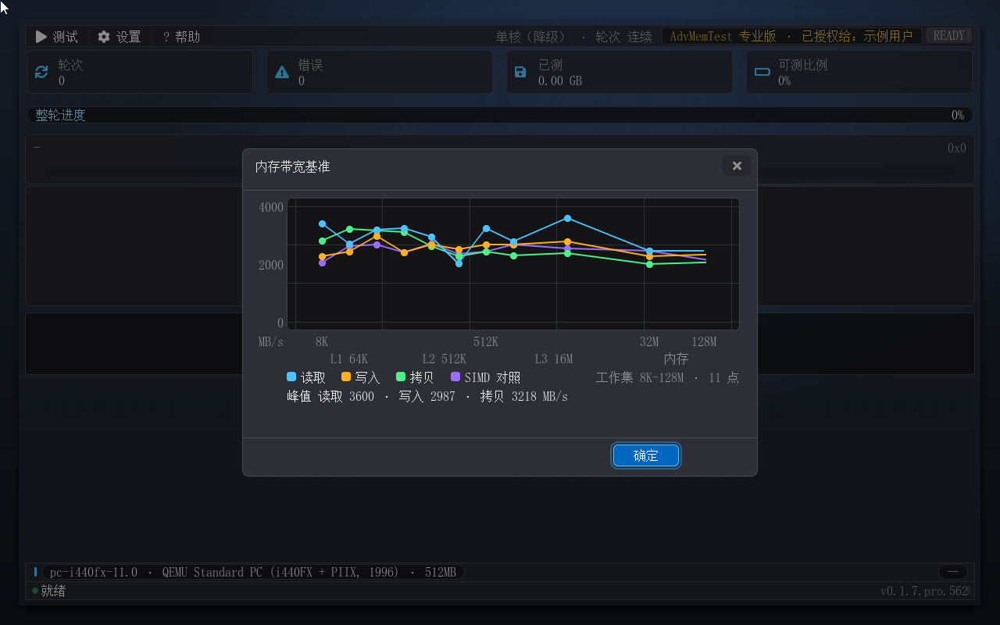 测试 设置 ? 帮助 单核（降级） · 轮次 连续 AdvMemTest 专业版 · 已授权给: 示例用户 READY
轮次 错误 已测 可测比例
0 0 0.00 GB 0%
整轮进度 0%
— 0x0
内存带宽基准
4000
2000
0
MB/s 8K 512K 32M 128M
L1 64K L2 512K L3 16M 内存
读取 写入 拷贝 SIMD 对照 工作集 8K-128M · 11 点
峰值 读取 3600 · 写入 2987 · 拷贝 3218 MB/s
确定
pc-i440fx-11.0 · QEMU Standard PC (i440FX + PIIX, 1996) · 512MB —
就绪 v0.1.7.pro.562